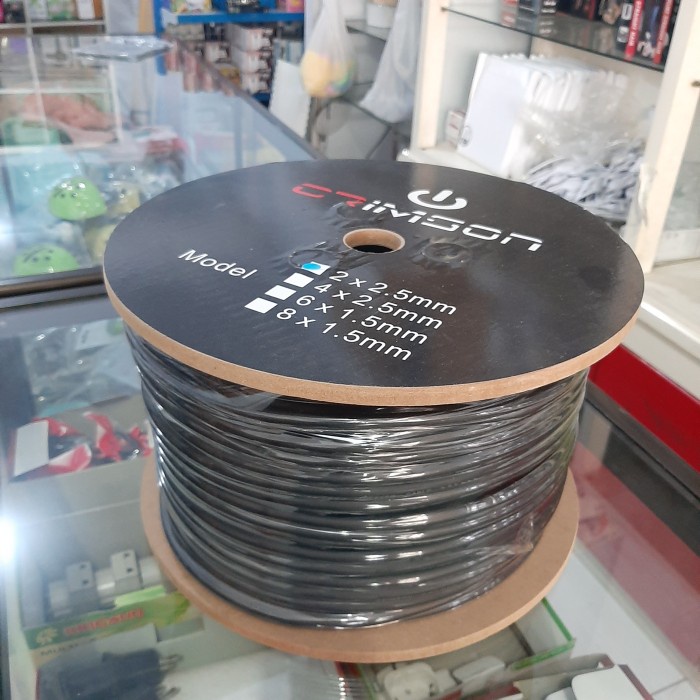 CRIMSON
Model
2 x 2.5mm
4 x 2.5mm
6 x 1.5mm
8 x 1.5mm